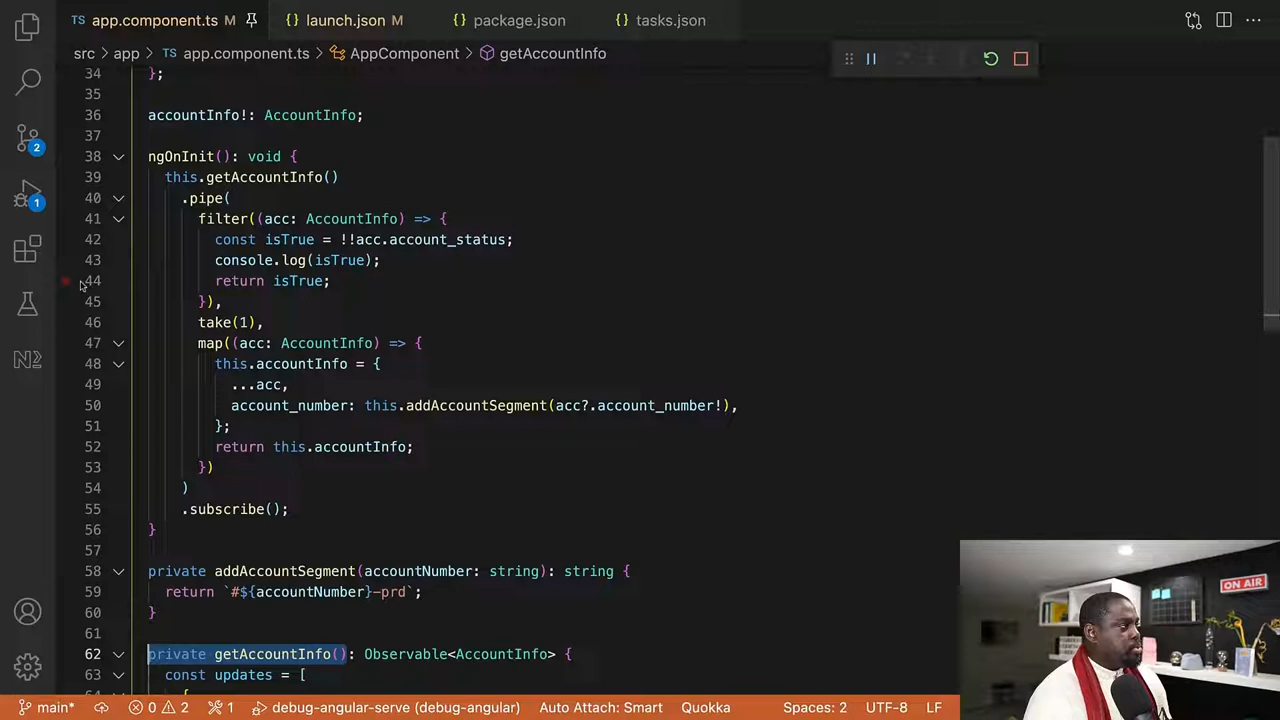 app.component.ts M
launch.json M
package.json
tasks.json
src > app > TS app.component.ts > AppComponent > getAccountInfo
34 };
35
36 accountInfo!: AccountInfo;
37
38 ngOnInit(): void {
39 this.getAccountInfo()
40 .pipe(
41 filter((acc: AccountInfo) => {
42 const isTrue = !!acc.account_status;
43 console.log(isTrue);
44 return isTrue;
45 }),
46 take(1),
47 map((acc: AccountInfo) => {
48 this.accountInfo = {
49 ...acc,
50 account_number: this.addAccountSegment(acc?.account_number!),
51 };
52 return this.accountInfo;
53 })
54 )
55 .subscribe();
56 }
57
58 private addAccountSegment(accountNumber: string): string {
59 return `#${accountNumber}-prd`;
60 }
61
62 private getAccountInfo(): Observable<AccountInfo> {
63 const updates = [
64 {
2
1
ON AIR
main* 0 2 1 debug-angular-serve (debug-angular) Auto Attach: Smart Quokka Spaces: 2 UTF-8 LF